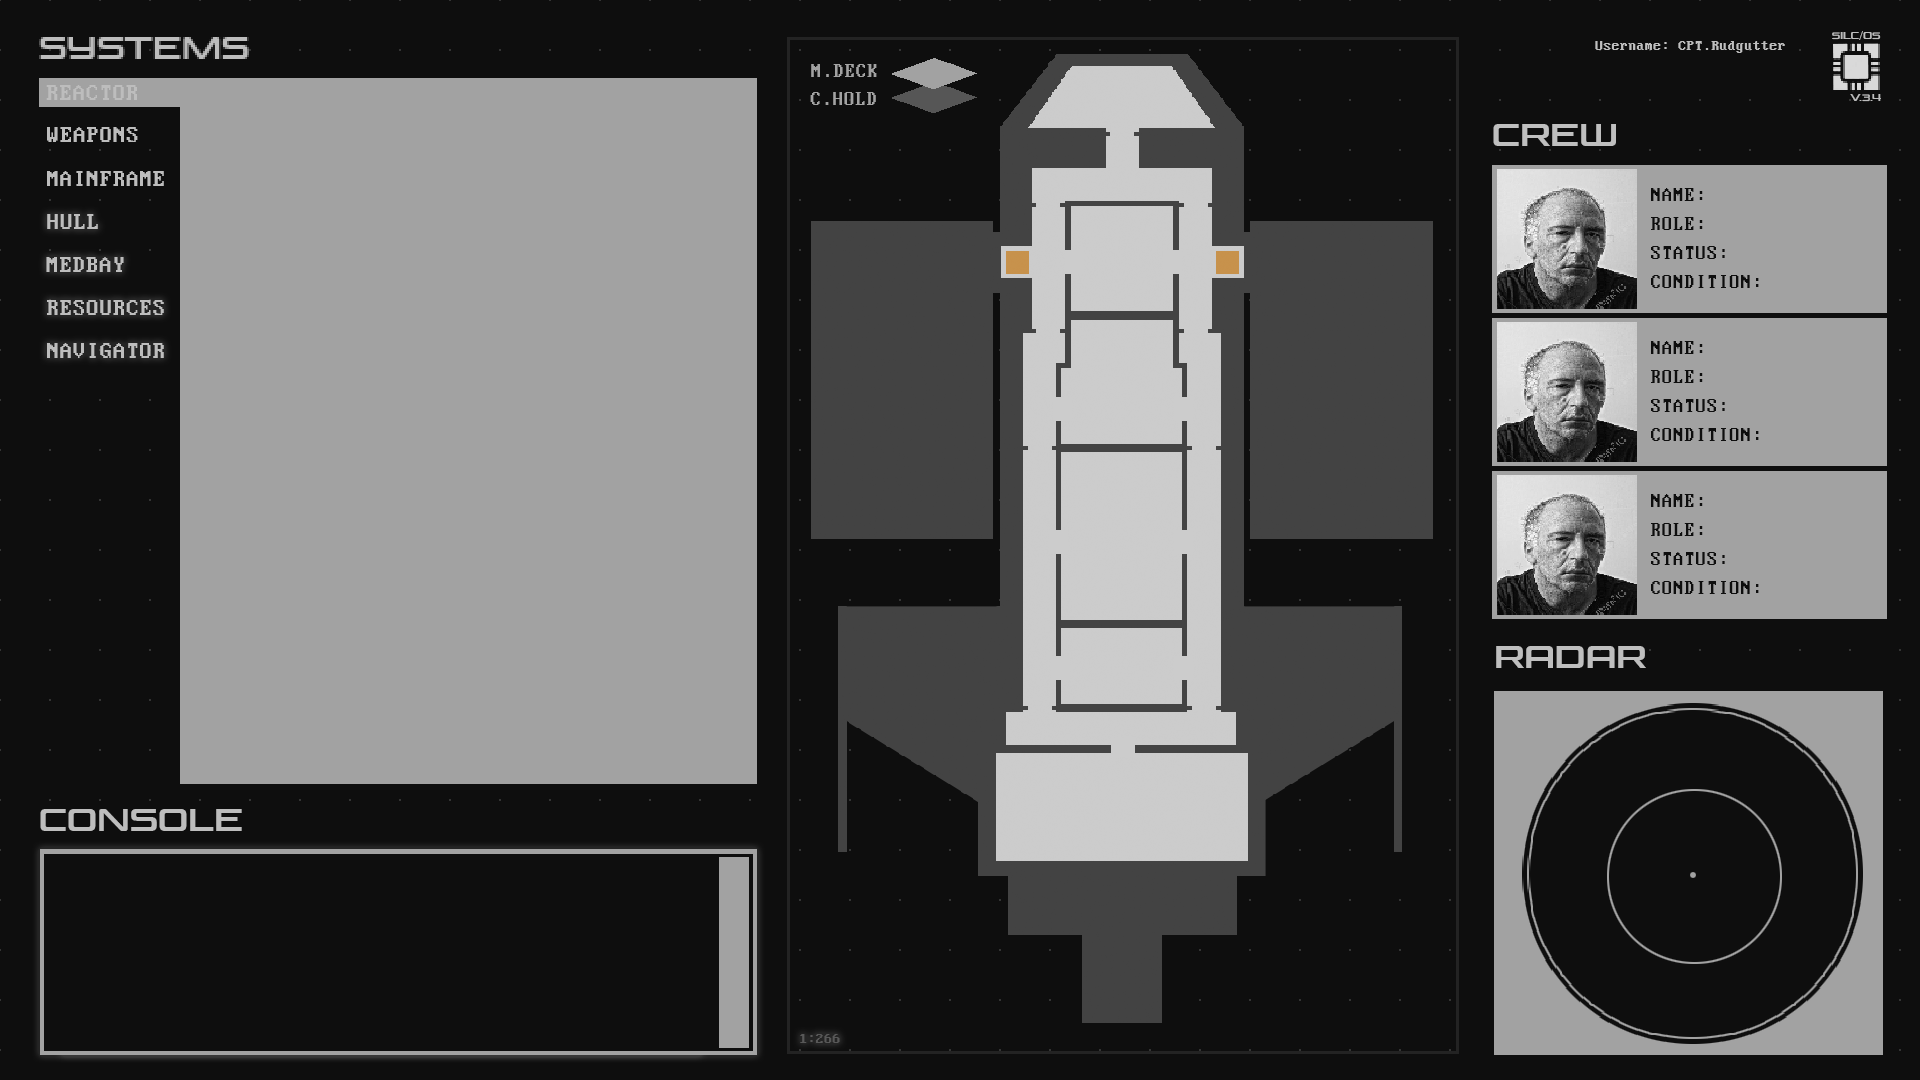 SYSTEMS
REACTOR
WEAPONS
MAINFRAME
HULL
MEDBAY
RESOURCES
NAVIGATOR
CONSOLE
M.DECK
C.HOLD
1:266
Username: CPT.Rudgutter
SILC/OS
V.3.4
CREW
NAME:
ROLE:
STATUS:
CONDITION:
NAME:
ROLE:
STATUS:
CONDITION:
NAME:
ROLE:
STATUS:
CONDITION:
RADAR